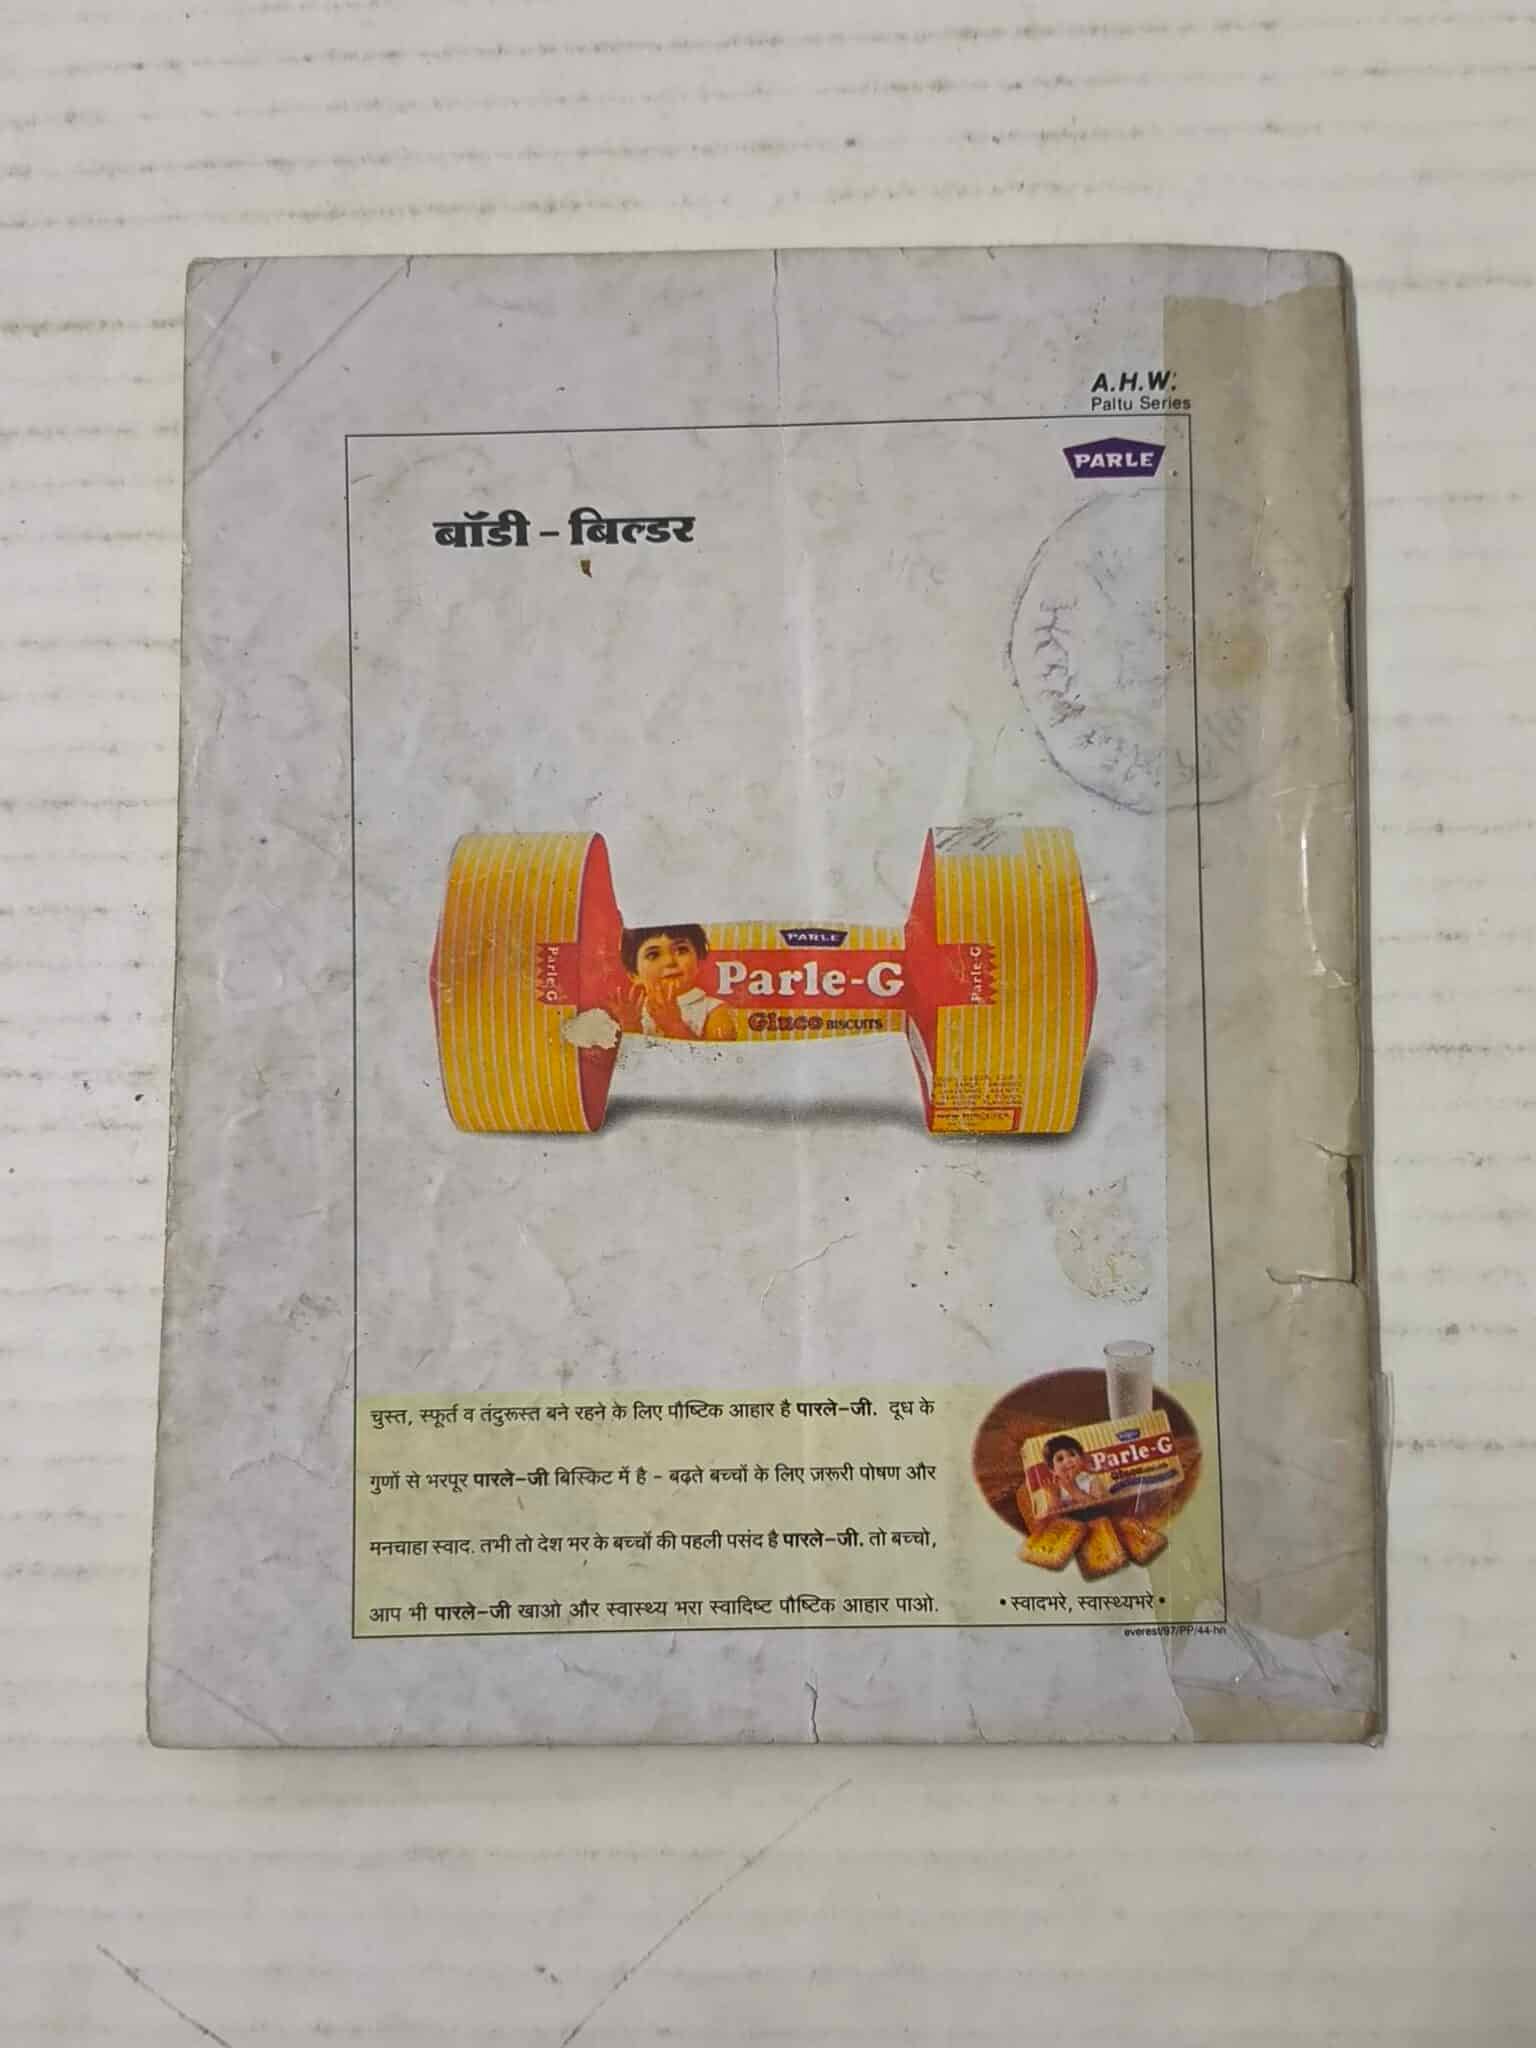 A.H.W.
Paltu Series
PARLE
बॉडी - बिल्डर
PARLE
Parle-G
Parle-G
Parle-G
Gluco BISCUITS
चुस्त, स्फूर्त व तंदुरूस्त बने रहने के लिए पौष्टिक आहार है पारले-जी. दूध के
गुणों से भरपूर पारले-जी बिस्किट में है - बढ़ते बच्चों के लिए ज़रूरी पोषण और
मनचाहा स्वाद. तभी तो देश भर के बच्चों की पहली पसंद है पारले-जी. तो बच्चो,
आप भी पारले-जी खाओ और स्वास्थ्य भरा स्वादिष्ट पौष्टिक आहार पाओ.
Parle-G
• स्वादभरे, स्वास्थ्यभरे •
everest/97/PP/44-hn